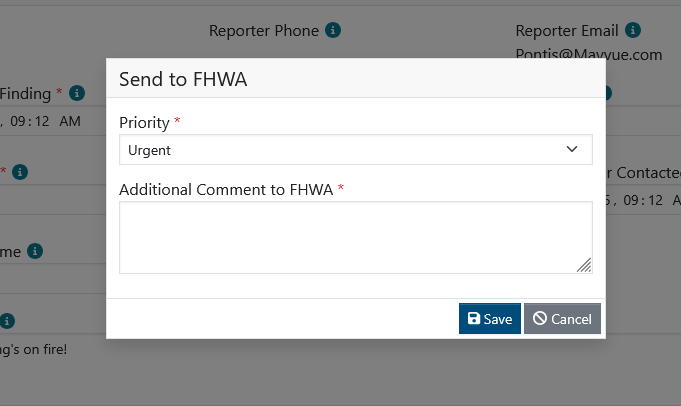 Reporter Phone
Reporter Email
Pontis@Mayvue.com
Send to FHWA
Finding *
, 09:12 AM
Priority *
Urgent
*
r Contacted
5, 09:12 A
Additional Comment to FHWA *
me
Save
Cancel
g's on fire!